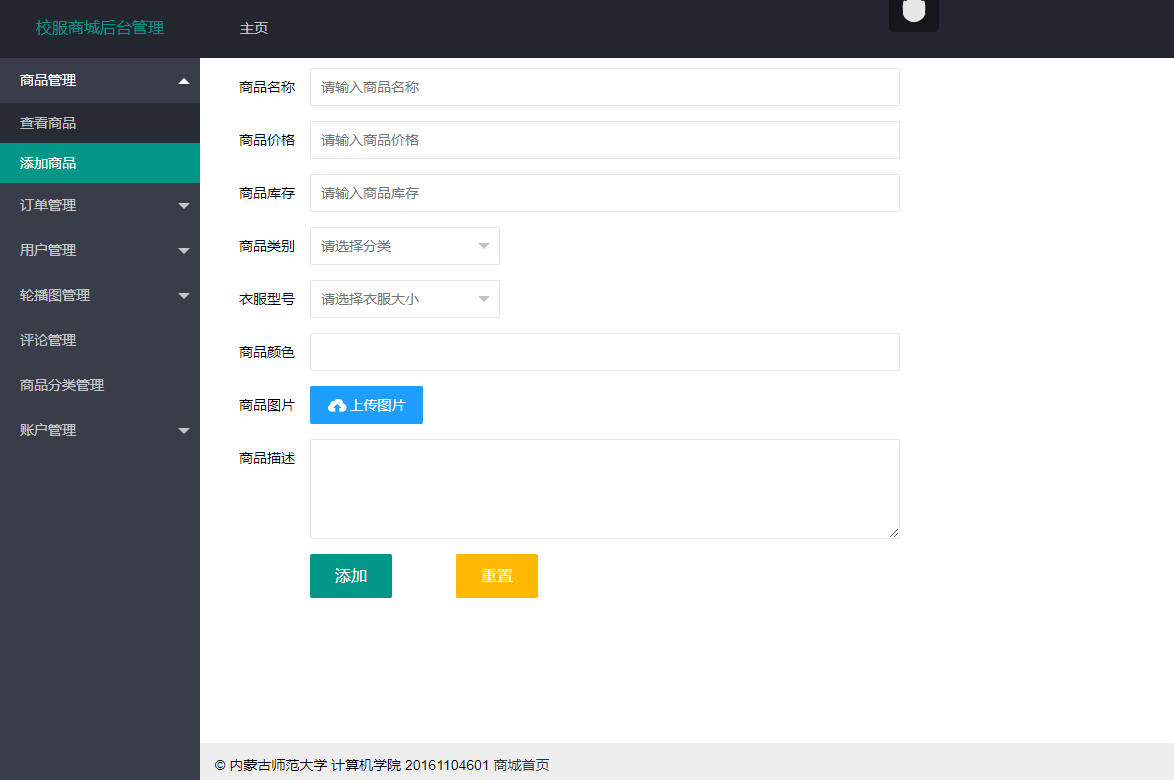 校服商城后台管理
主页
商品管理
查看商品
添加商品
订单管理
用户管理
轮播图管理
评论管理
商品分类管理
账户管理
商品名称 请输入商品名称
商品价格 请输入商品价格
商品库存 请输入商品库存
商品类别 请选择分类
衣服型号 请选择衣服大小
商品颜色
商品图片 上传图片
商品描述
添加 重置
© 内蒙古师范大学 计算机学院 20161104601 商城首页